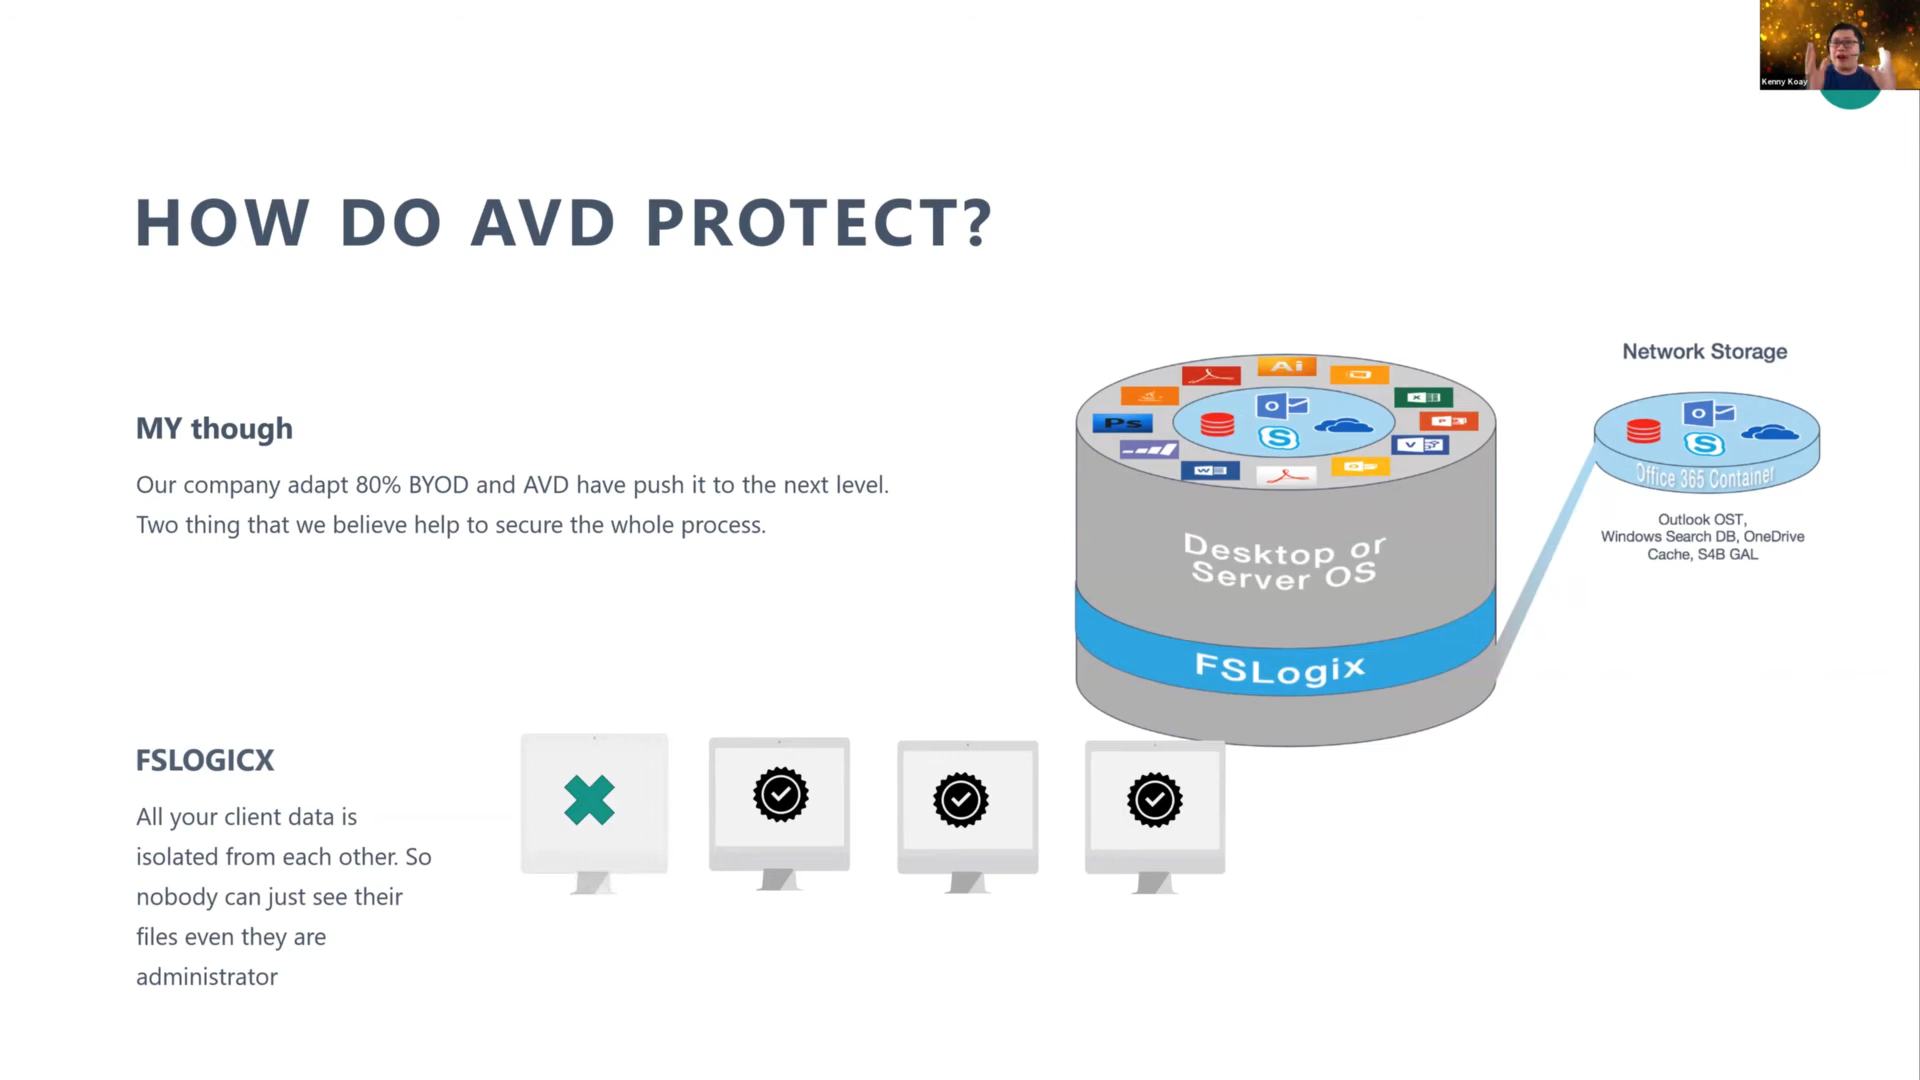 Kenny Koay
HOW DO AVD PROTECT?
MY though
Our company adapt 80% BYOD and AVD have push it to the next level.
Two thing that we believe help to secure the whole process.
Ai
Ps
Desktop or
Server OS
FSLogix
Network Storage
Office 365 Container
Outlook OST,
Windows Search DB, OneDrive
Cache, S4B GAL
FSLOGICX
All your client data is
isolated from each other. So
nobody can just see their
files even they are
administrator